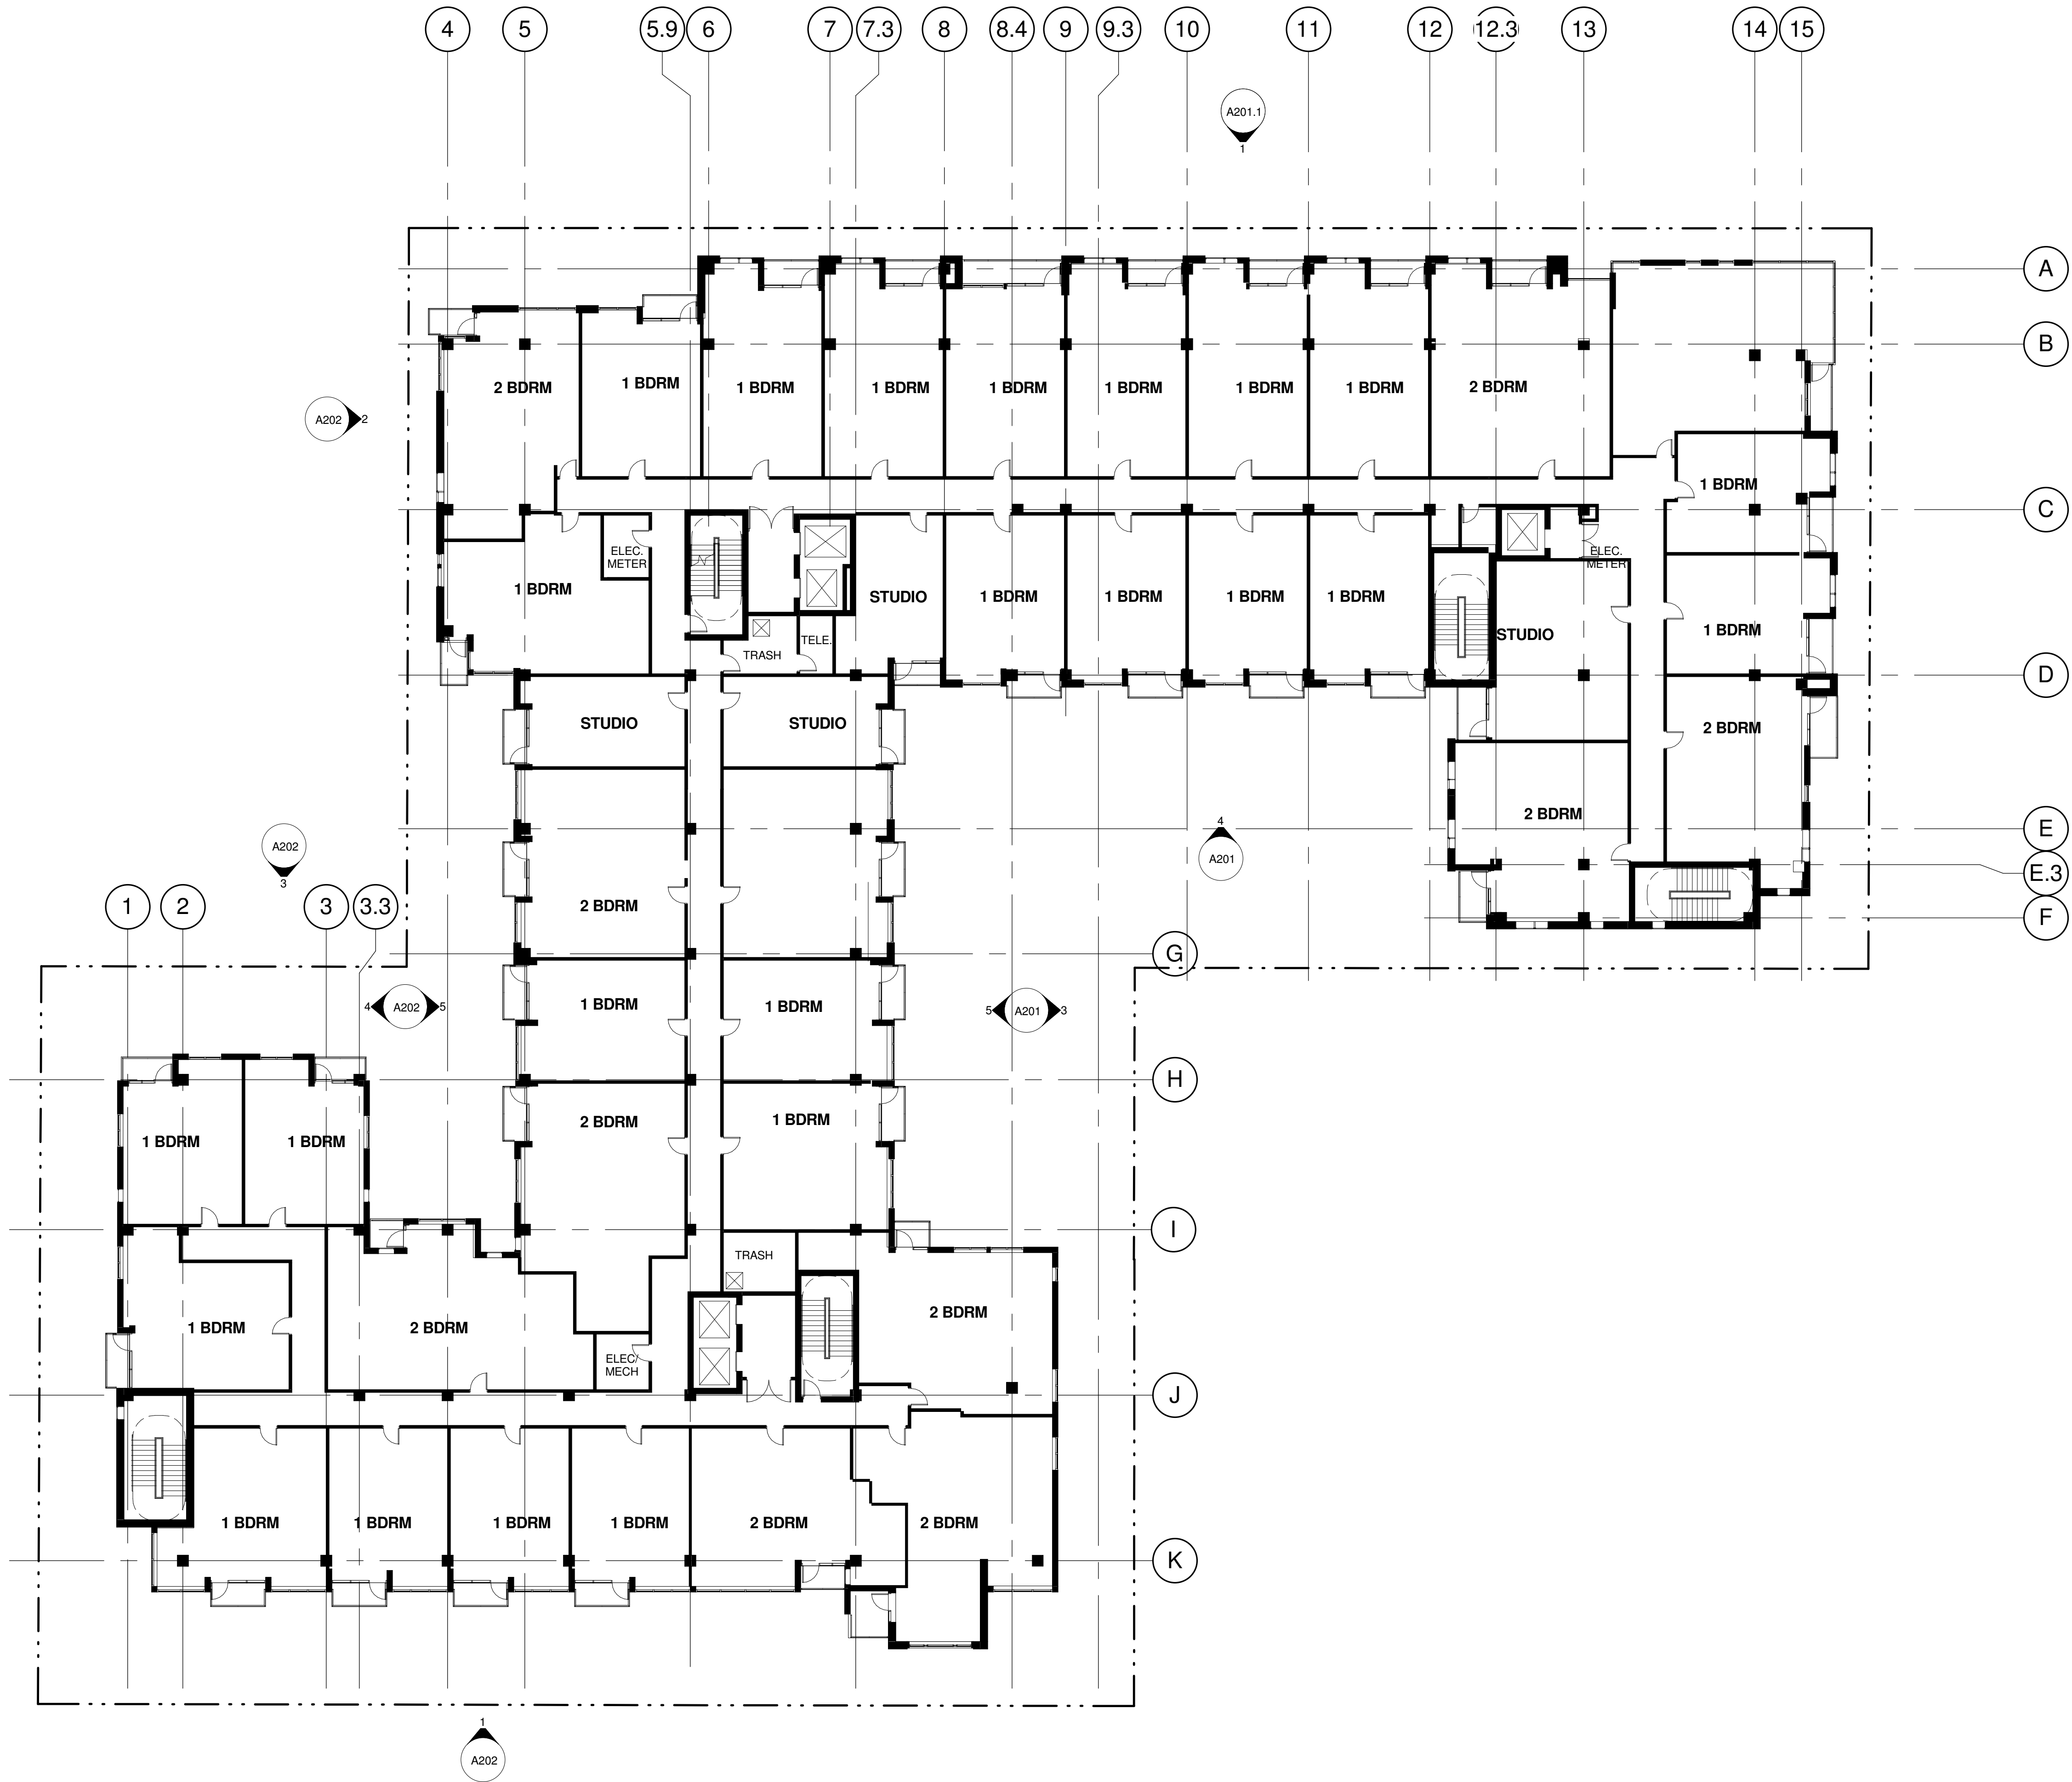 4 5 5.9 6 7 7.3 8 8.4 9 9.3 10 11 12 12.3 13 14 15
A201.1
1
A
B
2 BDRM 1 BDRM 1 BDRM 1 BDRM 1 BDRM 1 BDRM 1 BDRM 1 BDRM 2 BDRM
A202 2
1 BDRM
C
ELEC.
METER
ELEC.
METER
1 BDRM STUDIO 1 BDRM 1 BDRM 1 BDRM 1 BDRM
STUDIO 1 BDRM
TELE.
TRASH
D
STUDIO STUDIO 2 BDRM
2 BDRM
E
4
A201
A202
3
E.3
1 2 3 3.3
2 BDRM
F
G
1 BDRM 1 BDRM
4 A202 5
5 A201 3
H
2 BDRM 1 BDRM
1 BDRM 1 BDRM
I
TRASH
2 BDRM
1 BDRM 2 BDRM
ELEC/
MECH
J
1 BDRM 1 BDRM 1 BDRM 1 BDRM 2 BDRM 2 BDRM
K
1
A202